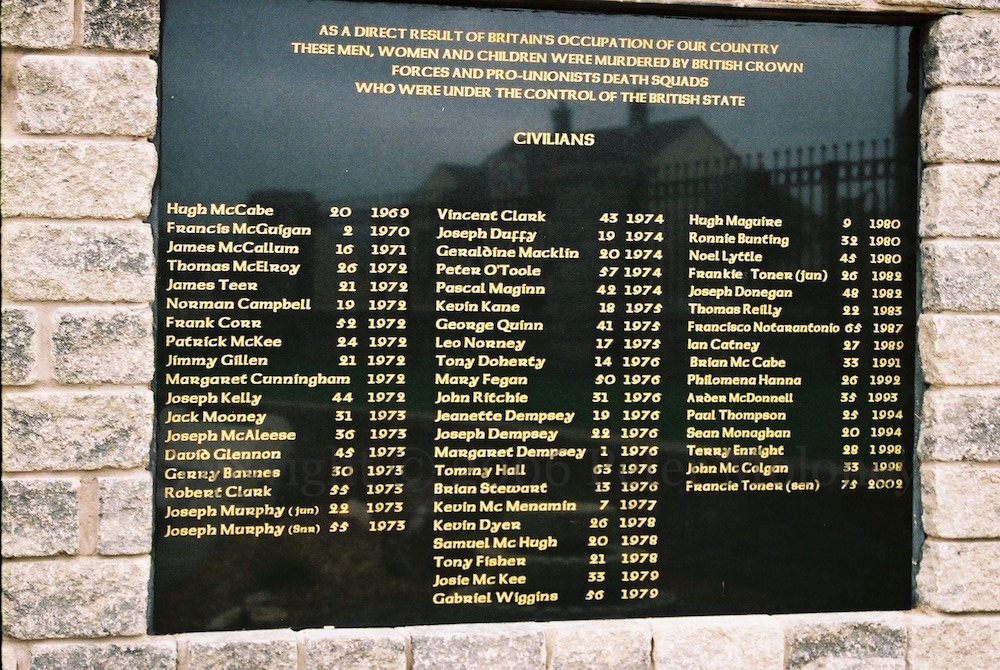 AS A DIRECT RESULT OF BRITAIN'S OCCUPATION OF OUR COUNTRY
THESE MEN, WOMEN AND CHILDREN WERE MURDERED BY BRITISH CROWN
FORCES AND PRO-UNIONISTS DEATH SQUADS
WHO WERE UNDER THE CONTROL OF THE BRITISH STATE
CIVILIANS
Hugh McCabe 20 1969
Francis McGuigan 2 1970
James McCallum 16 1971
Thomas McElroy 26 1972
James Teer 21 1972
Norman Campbell 19 1972
Frank Corr 52 1972
Patrick McKee 24 1972
Jimmy Gillen 21 1972
Margaret Cunningham 1972
Joseph Kelly 44 1972
Jack Mooney 31 1973
Joseph McAleese 36 1973
David Glennon 45 1973
Gerry Barnes 30 1973
Robert Clark 55 1973
Joseph Murphy (jun) 22 1973
Joseph Murphy (Snr) 55 1973
Vincent Clark 43 1974
Joseph Duffy 19 1974
Geraldine Macklin 20 1974
Peter O'Toole 57 1974
Pascal Maginn 42 1974
Kevin Kane 18 1975
George Quinn 41 1975
Leo Norney 17 1975
Tony Doherty 14 1976
Mary Fegan 50 1976
John Ritchie 31 1976
Jeanette Dempsey 19 1976
Joseph Dempsey 22 1976
Margaret Dempsey 1 1976
Tommy Hall 63 1976
Brian Stewart 13 1976
Kevin Mc Menamin 7 1977
Kevin Dyer 26 1978
Samuel Mc Hugh 20 1978
Tony Fisher 21 1978
Josie Mc Kee 33 1979
Gabriel Wiggins 56 1979
Hugh Maguire 9 1980
Ronnie Bunting 32 1980
Noel Lyttle 45 1980
Frankie Toner (jun) 26 1982
Joseph Donegan 48 1982
Thomas Reilly 22 1983
Francisco Notarantonio 65 1987
Ian Catney 27 1989
Brian Mc Cabe 33 1991
Philomena Hanna 26 1992
Arder McDonnell 35 1993
Paul Thompson 25 1994
Sean Monaghan 20 1994
Terry Enright 28 1998
John Mc Colgan 33 1998
Francie Toner (sen) 75 2002